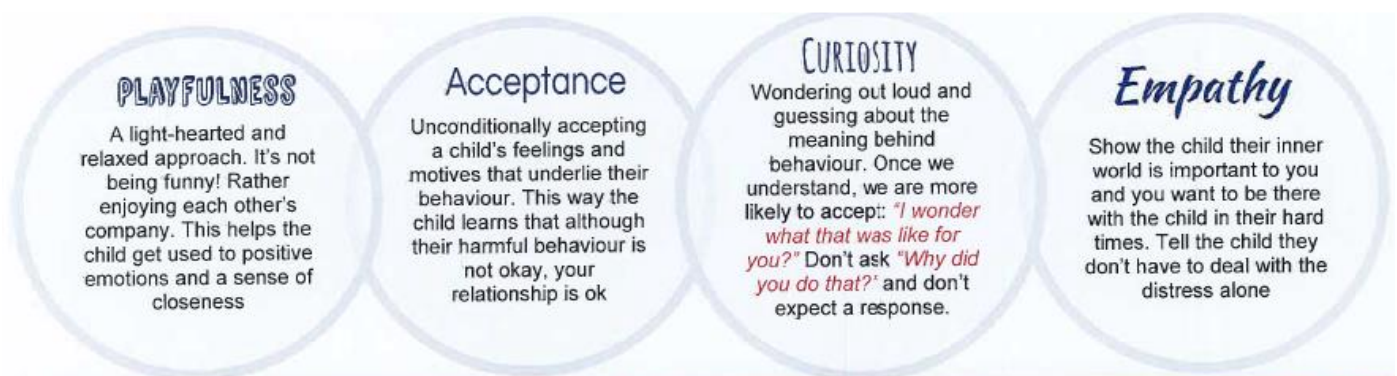 PLAYFULNESS
A light-hearted and
relaxed approach. It's not
being funny! Rather
enjoying each other's
company. This helps the
child get used to positive
emotions and a sense of
closeness
Acceptance
Unconditionally accepting
a child's feelings and
motives that underlie their
behaviour. This way the
child learns that although
their harmful behaviour is
not okay, your
relationship is ok
CURIOSITY
Wondering out loud and
guessing about the
meaning behind
behaviour. Once we
understand, we are more
likely to accept: "I wonder
what that was like for
you?" Don't ask "Why did
you do that?' and don't
expect a response.
Empathy
Show the child their inner
world is important to you
and you want to be there
with the child in their hard
times. Tell the child they
don't have to deal with the
distress alone